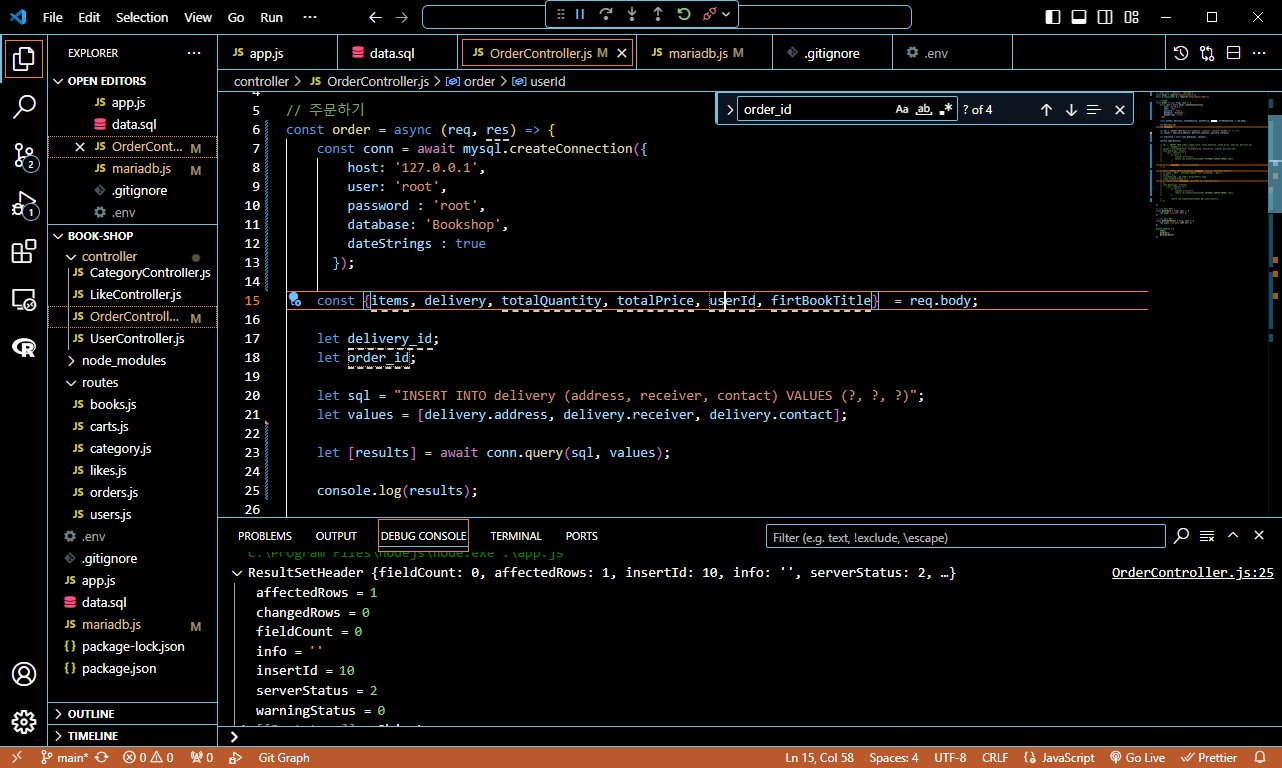 File Edit Selection View Go Run ···
EXPLORER ···
OPEN EDITORS
JS app.js
data.sql
JS OrderCont... M
JS mariadb.js M
.gitignore
.env
BOOK-SHOP
controller
JS CategoryController.js
JS LikeController.js
JS OrderControll... M
JS UserController.js
node_modules
routes
JS books.js
JS carts.js
JS category.js
JS likes.js
JS orders.js
JS users.js
.env
.gitignore
JS app.js
data.sql
JS mariadb.js M
{} package-lock.json
{} package.json
OUTLINE
TIMELINE
2
1
JS app.js data.sql JS OrderController.js M JS mariadb.js M .gitignore .env
controller > JS OrderController.js > order > userId
order_id Aa ab .* ? of 4
4
5 // 주문하기
6 const order = async (req, res) => {
7 const conn = await mysql.createConnection({
8 host: '127.0.0.1',
9 user: 'root',
10 password : 'root',
11 database: 'Bookshop',
12 dateStrings : true
13 });
14
15 const {items, delivery, totalQuantity, totalPrice, userId, firtBookTitle} = req.body;
16
17 let delivery_id;
18 let order_id;
19
20 let sql = "INSERT INTO delivery (address, receiver, contact) VALUES (?, ?, ?)";
21 let values = [delivery.address, delivery.receiver, delivery.contact];
22
23 let [results] = await conn.query(sql, values);
24
25 console.log(results);
26
PROBLEMS OUTPUT DEBUG CONSOLE TERMINAL PORTS Filter (e.g. text, !exclude, \escape)
C:\Program Files\nodejs\node.exe .\app.js
ResultSetHeader {fieldCount: 0, affectedRows: 1, insertId: 10, info: '', serverStatus: 2, …} OrderController.js:25
affectedRows = 1
changedRows = 0
fieldCount = 0
info = ''
insertId = 10
serverStatus = 2
warningStatus = 0
main* 0 0 0 Git Graph Ln 15, Col 58 Spaces: 4 UTF-8 CRLF {} JavaScript Go Live Prettier